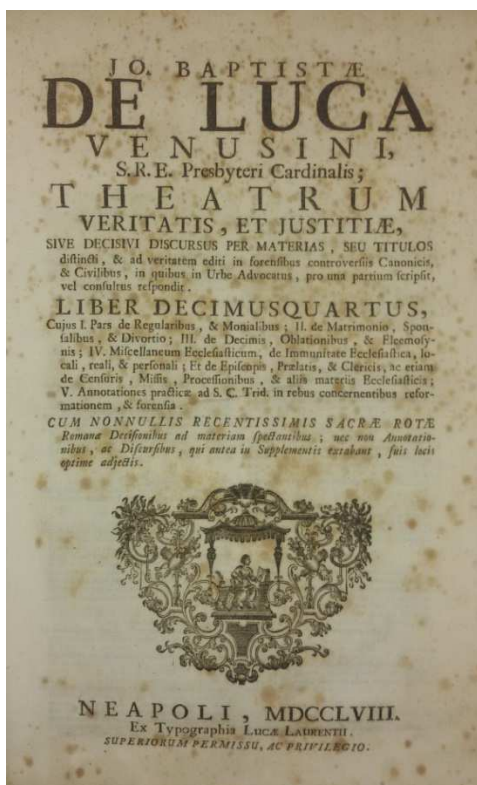 JO. BAPTISTÆ
DE LUCA
VENUSINI,
S.R.E. Presbyteri Cardinalis;
THEATRUM
VERITATIS, ET JUSTITIÆ,
SIVE DECISIVI DISCURSUS PER MATERIAS, SEU TITULOS
distincti, & ad veritatem editi in forensibus controversiis Canonicis,
& Civilibus, in quibus in Urbe Advocatus, pro una partium scripsit,
vel consultus respondit.
LIBER DECIMUSQUARTUS,
Cujus I. Pars de Regularibus, & Monialibus; II. de Matrimonio, Spon-
salibus, & Divortio; III. de Decimis, Oblationibus, & Eleemosy-
nis; IV. Miscellaneum Ecclesiasticum, de Immunitate Ecclesiastica, lo-
cali, reali, & personali; Et de Episcopis, Prælatis, & Clericis, ac etiam
de Censuris, Missis, Processionibus, & aliis materiis Ecclesiasticis;
V. Annotationes practicæ ad S. C. Trid. in rebus concernentibus refor-
mationem, & forensia.
CUM NONNULLIS RECENTISSIMIS SACRÆ ROTÆ
Romanæ Decisionibus ad materiam spectantibus; nec non Annotatio-
nibus, ac Discursibus, qui antea in Supplementis extabant, suis locis
optime adjectis.
NEAPOLI, MDCCLVIII.
Ex Typographia LUCÆ LAURENTII.
SUPERIORUM PERMISSU, AC PRIVILEGIO.